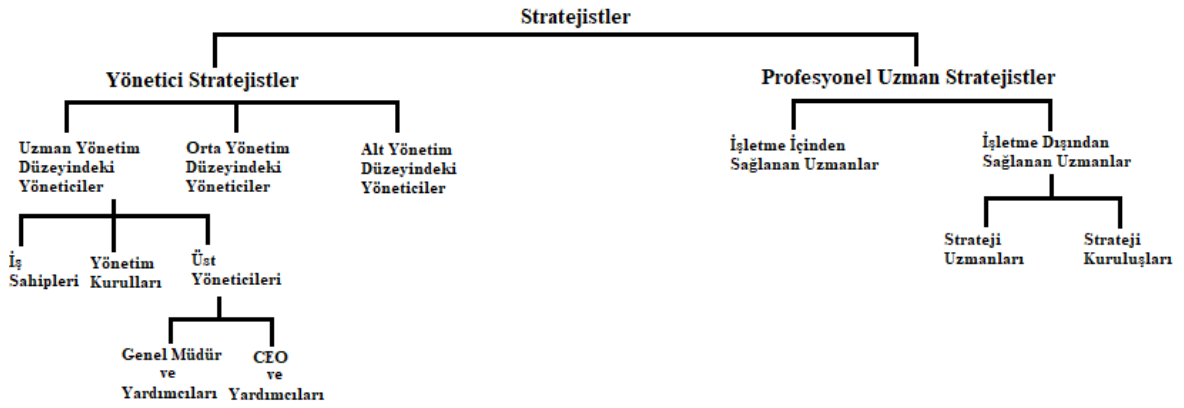 Stratejistler
Yönetici Stratejistler
Profesyonel Uzman Stratejistler
Uzman Yönetim
Düzeyindeki
Yöneticiler
Orta Yönetim
Düzeyindeki
Yöneticiler
Alt Yönetim
Düzeyindeki
Yöneticiler
İşletme İçinden
Sağlanan Uzmanlar
İşletme Dışından
Sağlanan Uzmanlar
İş
Sahipleri
Yönetim
Kurulları
Üst
Yöneticileri
Strateji
Uzmanları
Strateji
Kuruluşları
Genel Müdür
ve
Yardımcıları
CEO
ve
Yardımcıları